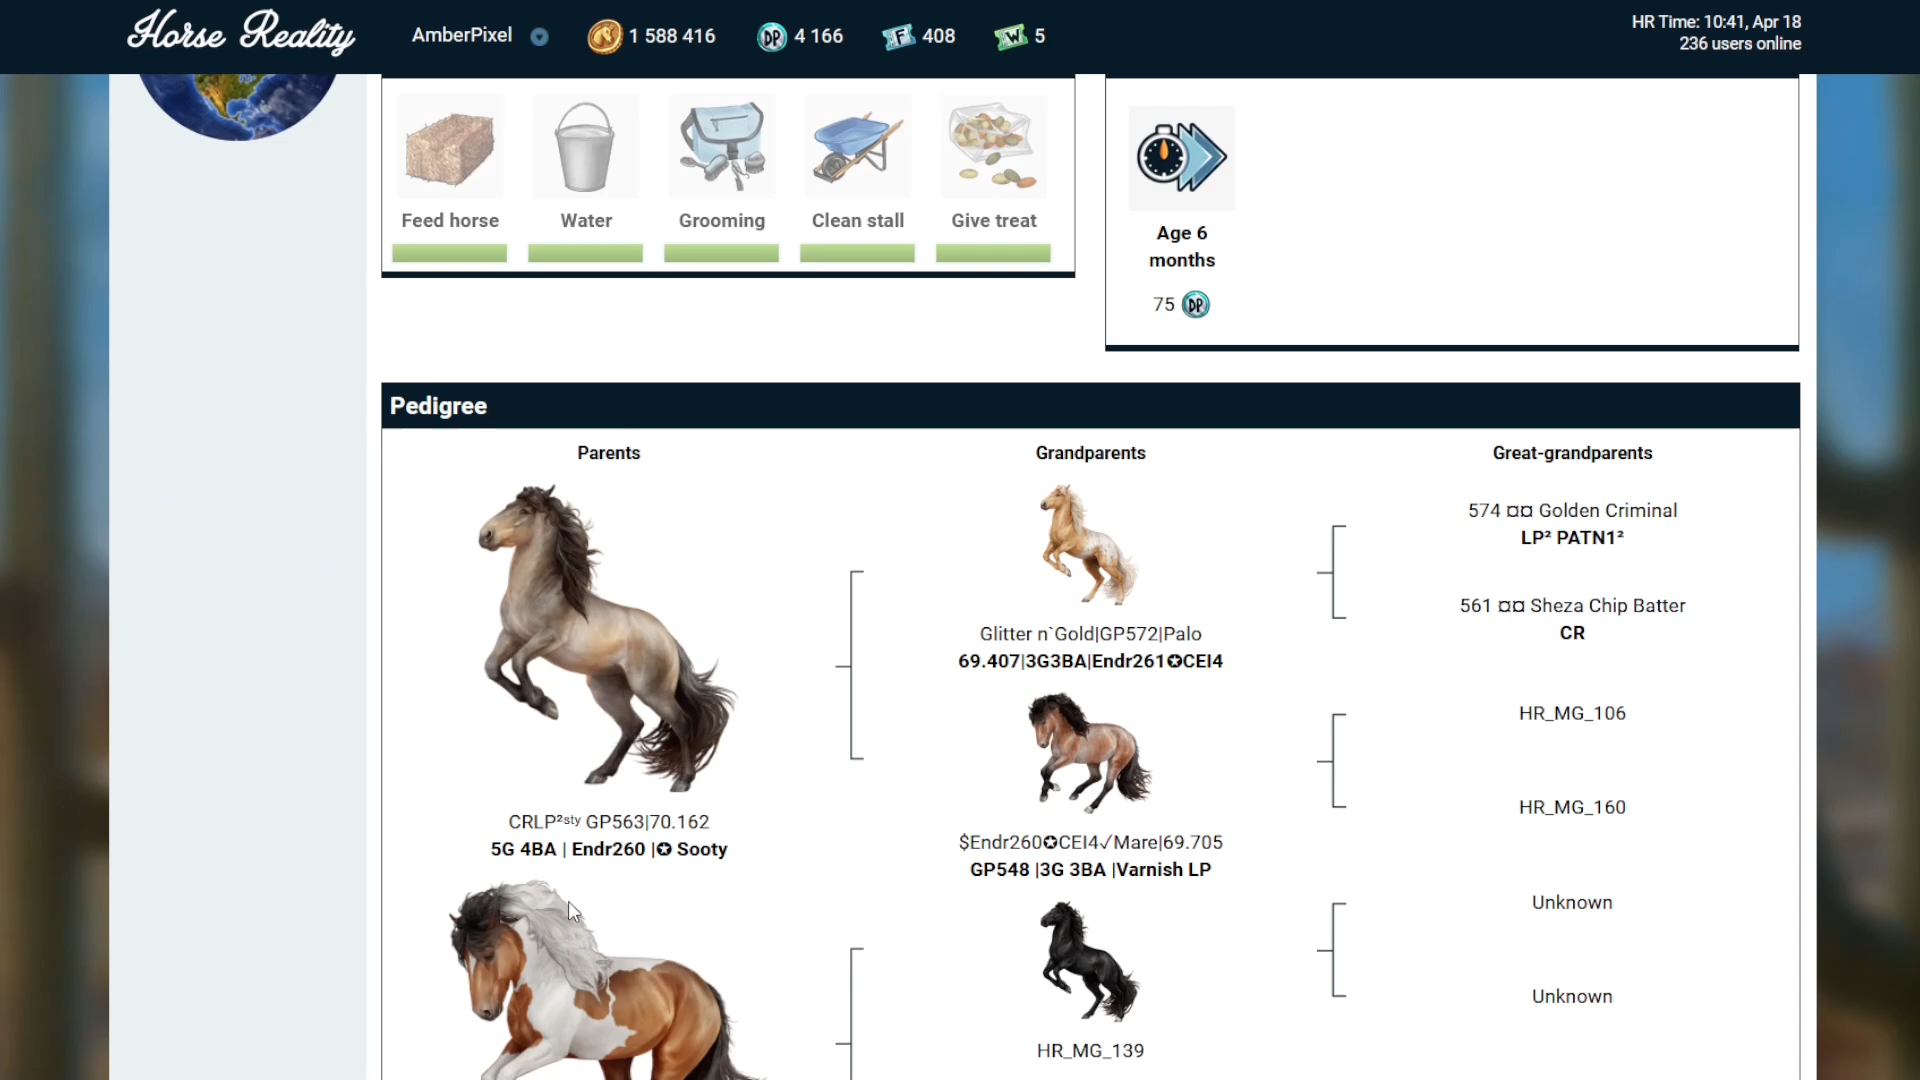 Horse Reality
AmberPixel
1 588 416
DP
4 166
F
408
W
5
HR Time: 10:41, Apr 18
236 users online
Feed horse
Water
Grooming
Clean stall
Give treat
Age 6
months
75 DP
Pedigree
Parents
Grandparents
Great-grandparents
574 ¤¤ Golden Criminal
LP² PATN1²
561 ¤¤ Sheza Chip Batter
CR
Glitter n`Gold|GP572|Palo
69.407|3G3BA|Endr261✪CEI4
HR_MG_106
HR_MG_160
CRLP²ˢᵗʸ GP563|70.162
5G 4BA | Endr260 |✪ Sooty
$Endr260✪CEI4✓Mare|69.705
GP548 |3G 3BA |Varnish LP
Unknown
Unknown
HR_MG_139